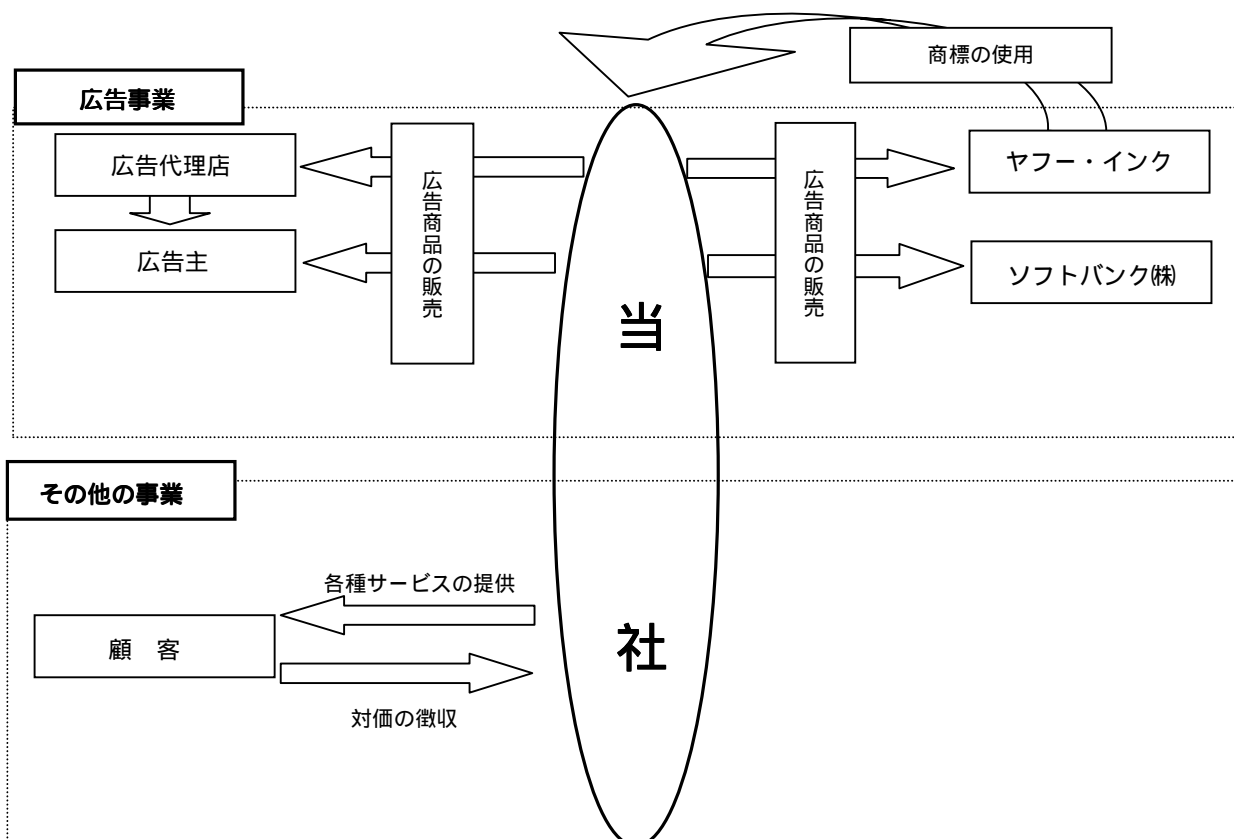 商標の使用
広告事業
広告代理店
広告主
広告商品の販売
広告商品の販売
ヤフー・インク
ソフトバンク㈱
当社
その他の事業
各種サービスの提供
顧 客
対価の徴収